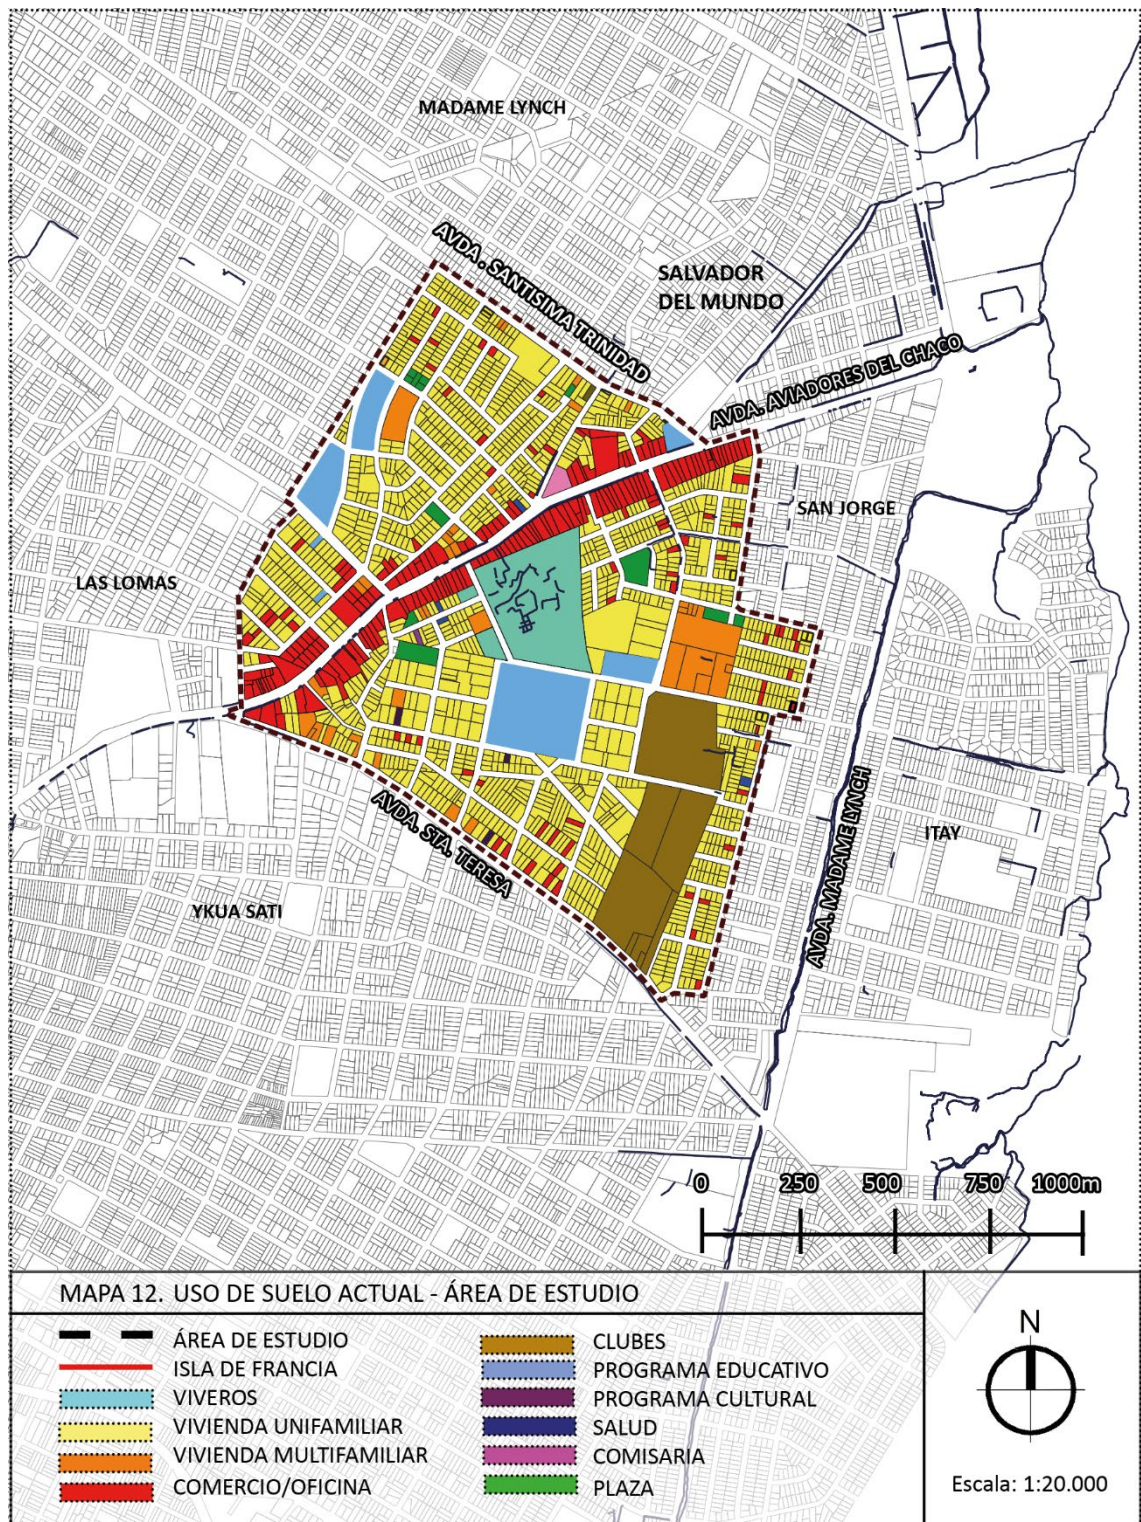 MADAME LYNCH
AVDA . SANTISIMA TRINIDAD
SALVADOR
DEL MUNDO
AVDA. AVIADORES DEL CHACO
SAN JORGE
LAS LOMAS
AVDA. MADAME LYNCH
ITAY
AVDA. STA. TERESA
YKUA SATI
0 250 500 750 1000m
MAPA 12. USO DE SUELO ACTUAL - ÁREA DE ESTUDIO
ÁREA DE ESTUDIO
ISLA DE FRANCIA
VIVEROS
VIVIENDA UNIFAMILIAR
VIVIENDA MULTIFAMILIAR
COMERCIO/OFICINA
CLUBES
PROGRAMA EDUCATIVO
PROGRAMA CULTURAL
SALUD
COMISARIA
PLAZA
N
Escala: 1:20.000